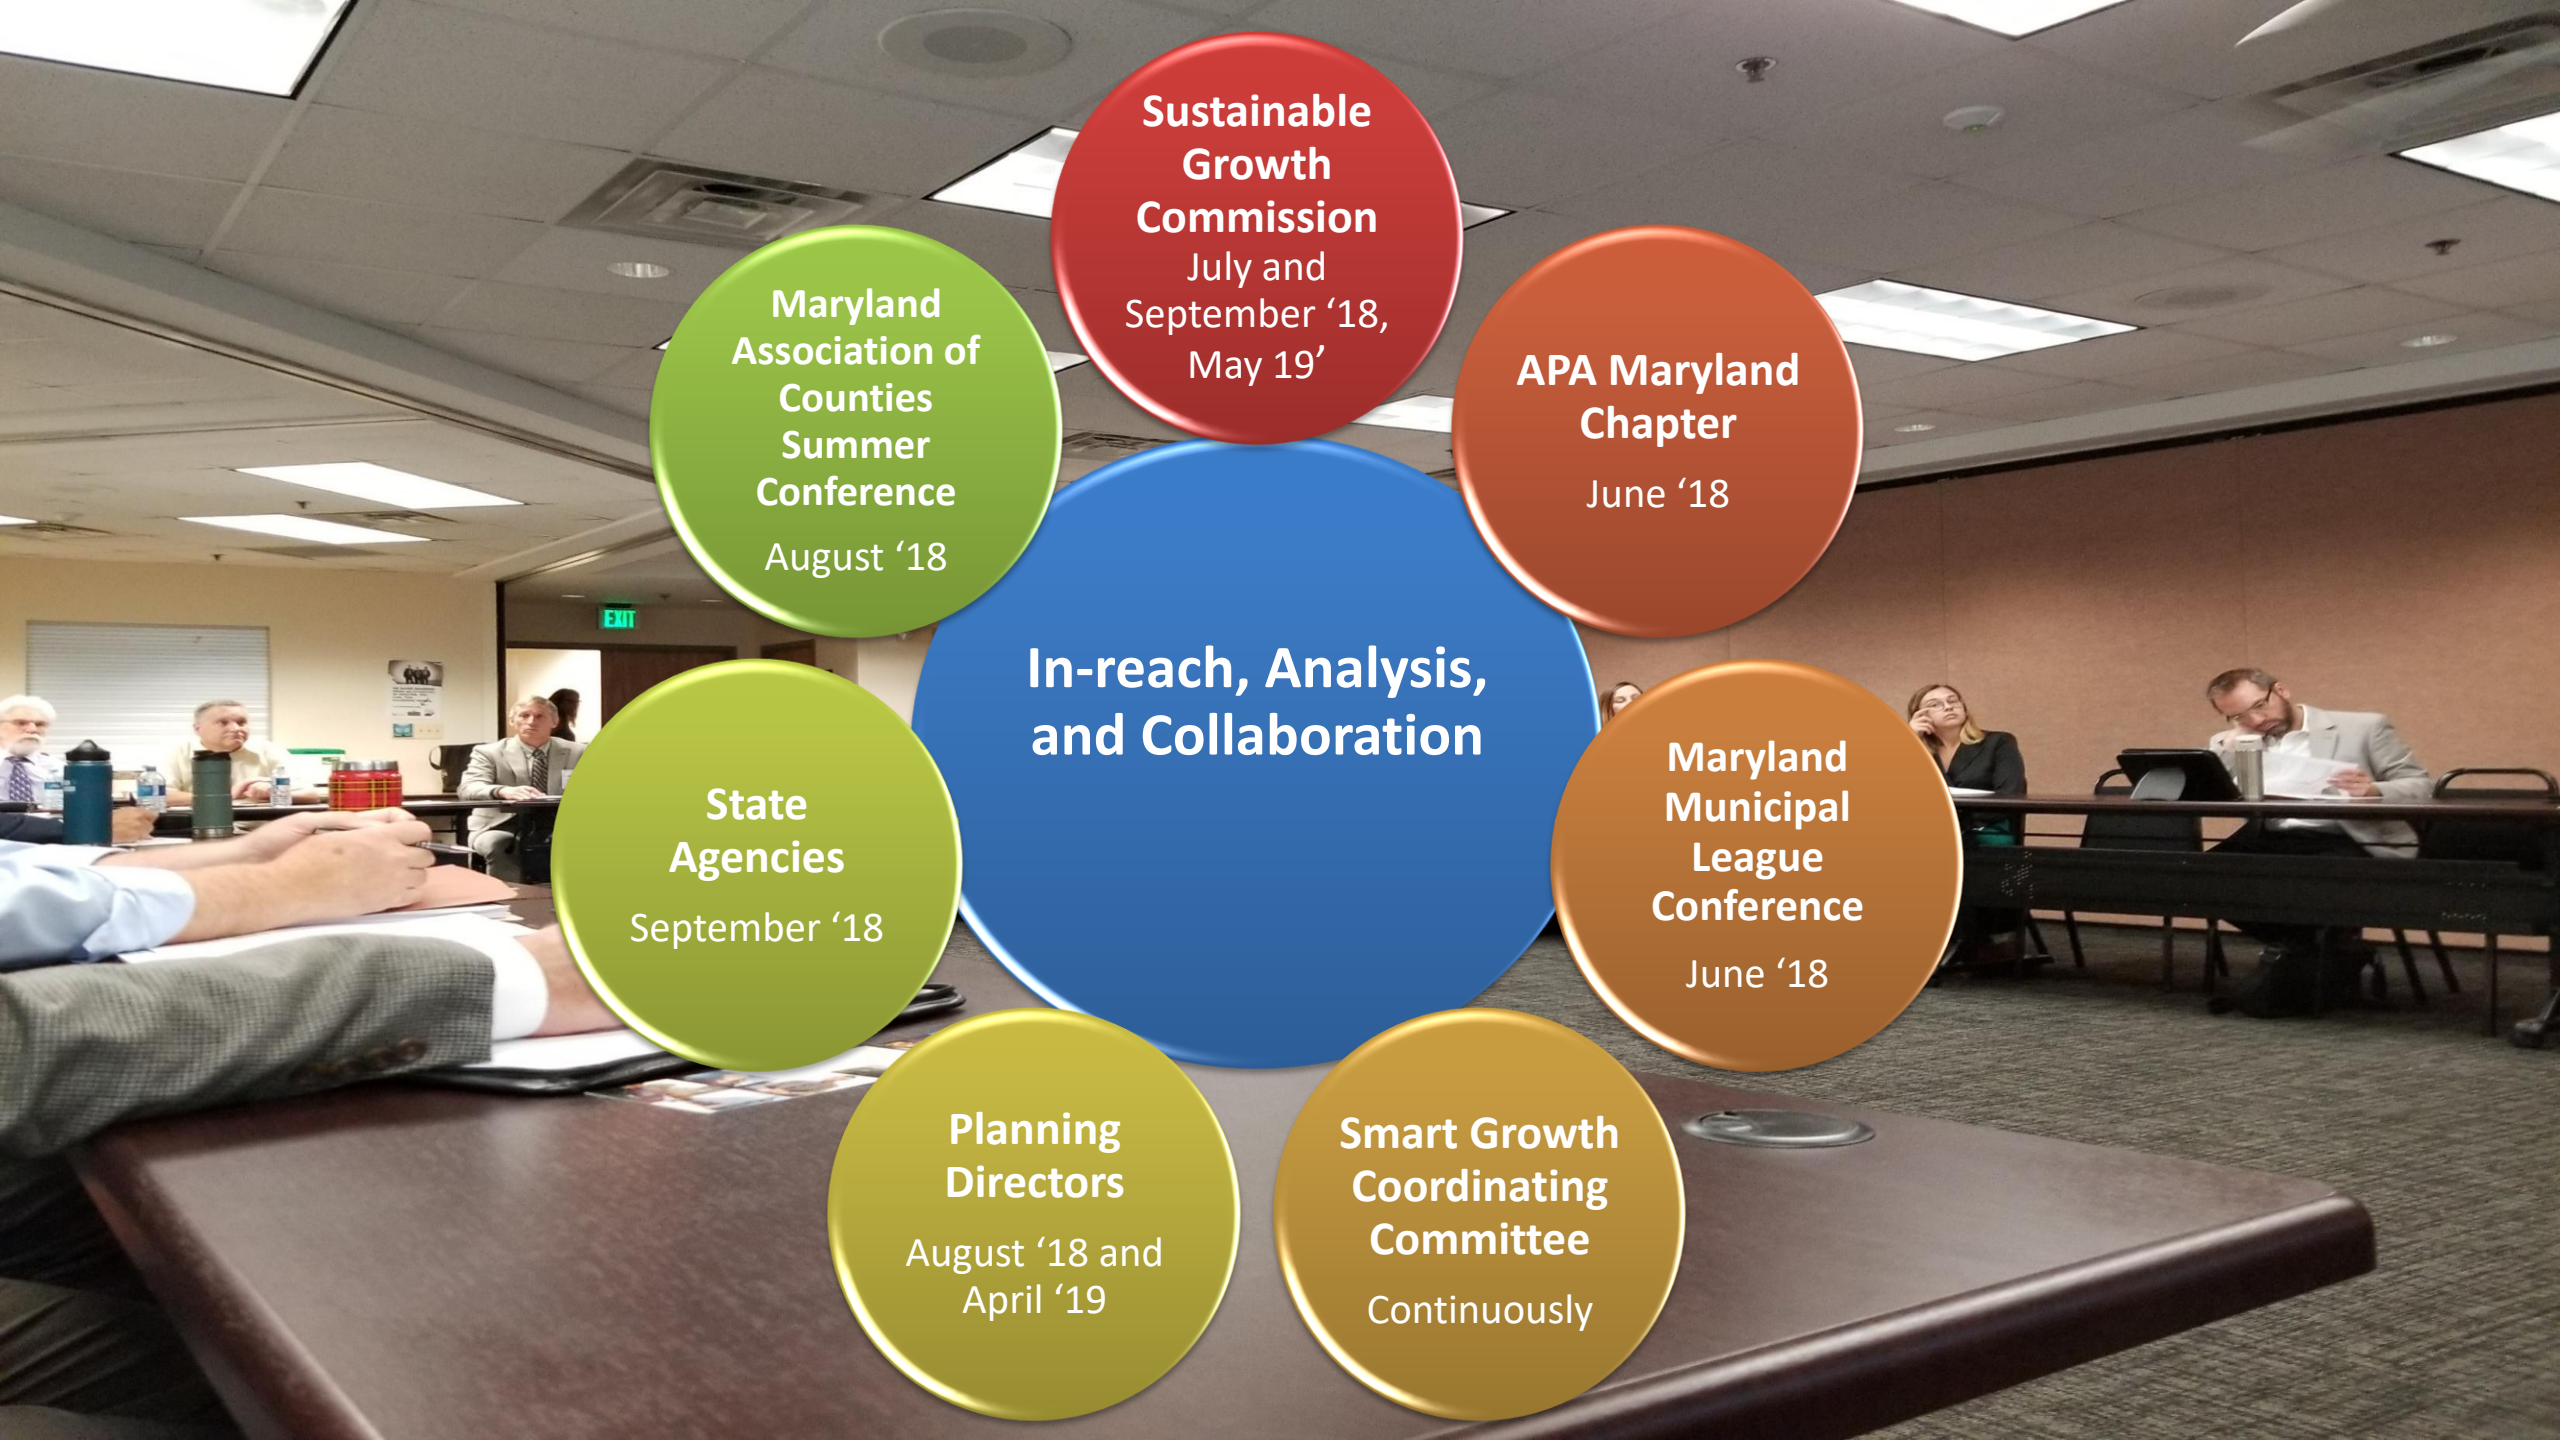 Sustainable
Growth
Commission
July and
September ‘18,
May 19’
APA Maryland
Chapter
June ‘18
Maryland
Municipal
League
Conference
June ‘18
Smart Growth
Coordinating
Committee
Continuously
Planning
Directors
August ‘18 and
April ‘19
State
Agencies
September ‘18
Maryland
Association of
Counties
Summer
Conference
August ‘18
In-reach, Analysis,
and Collaboration
EXIT